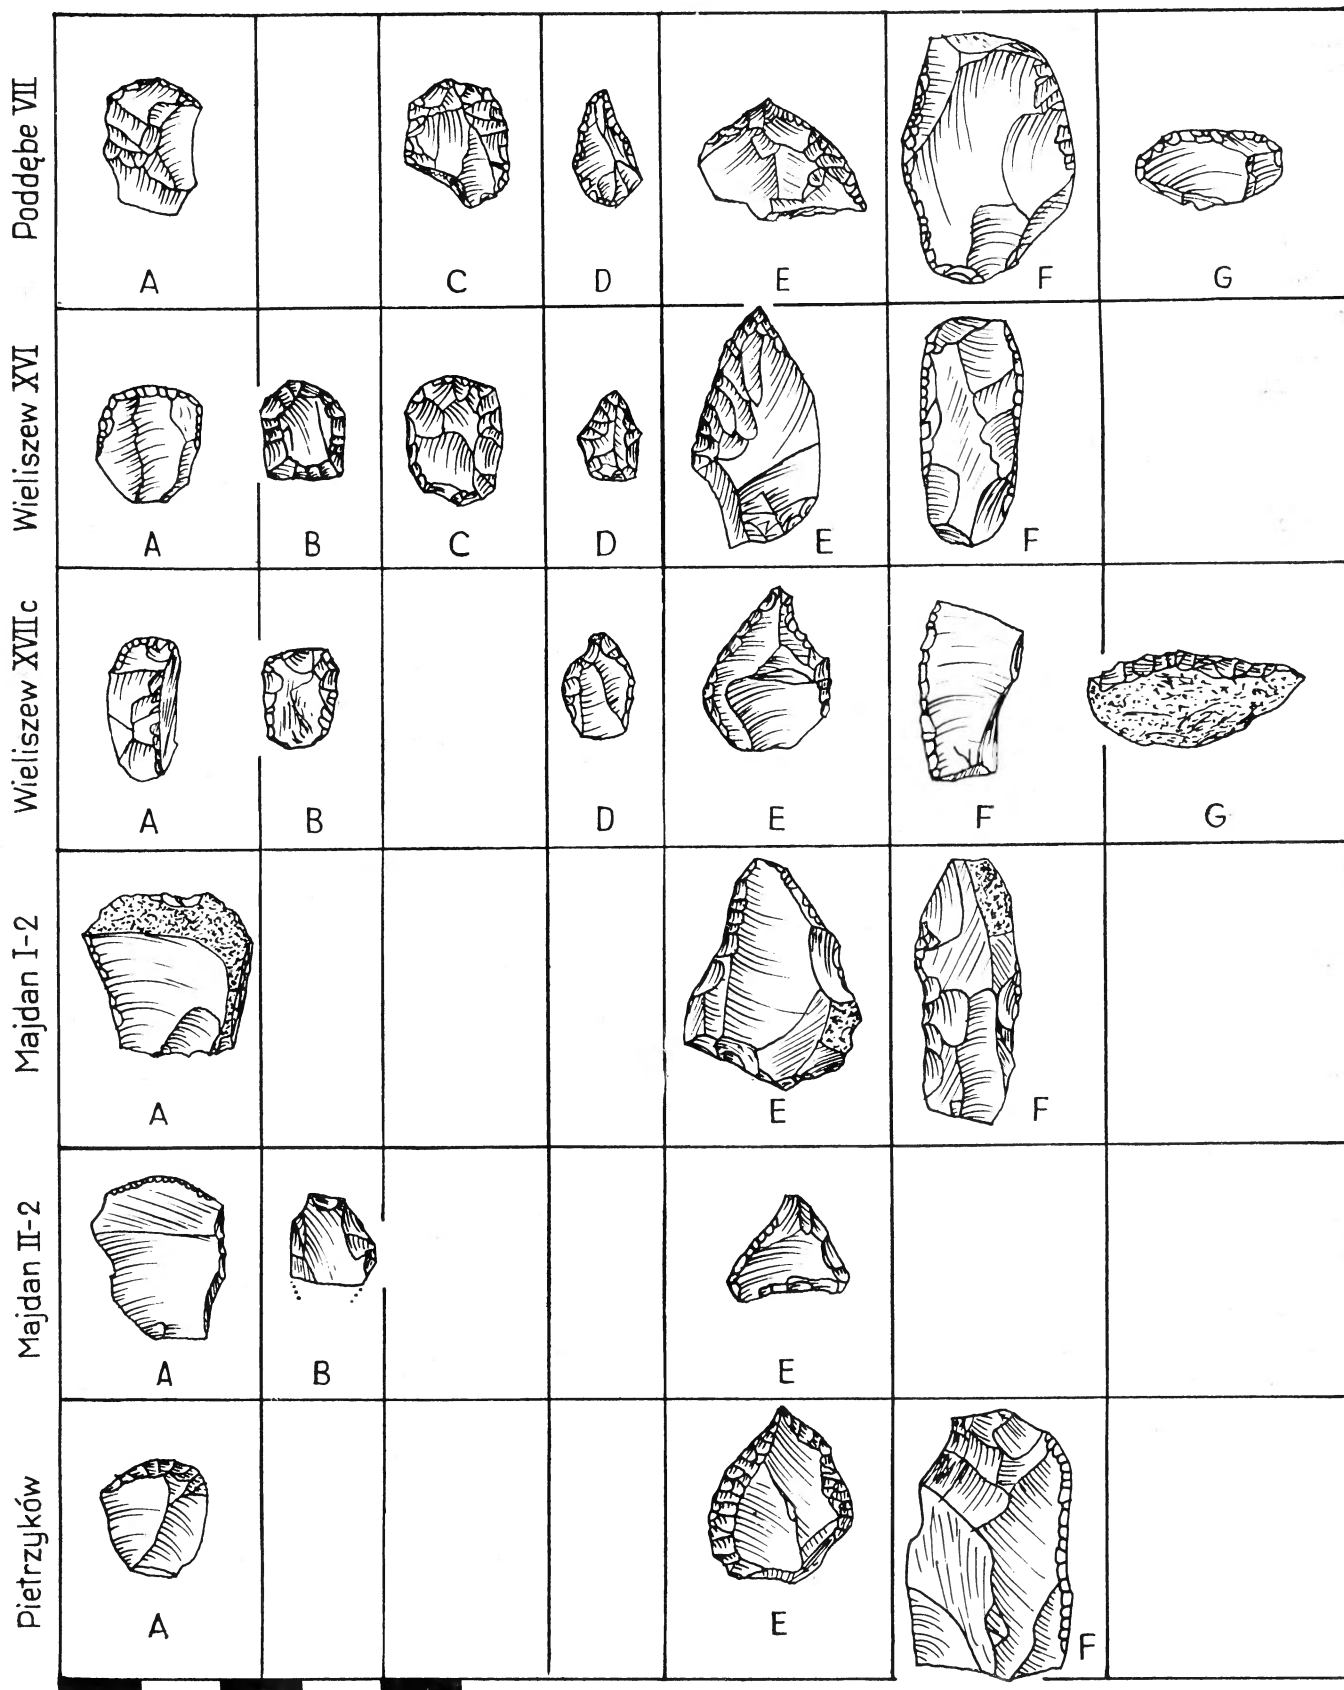 Poddębe VII
A
C
D
E
F
G
Wieliszew XVI
A
B
C
D
E
F
Wieliszew XVIIc
A
B
D
E
F
G
Majdan I-2
A
E
F
Majdan II-2
A
B
E
Pietrzyków
A
E
F